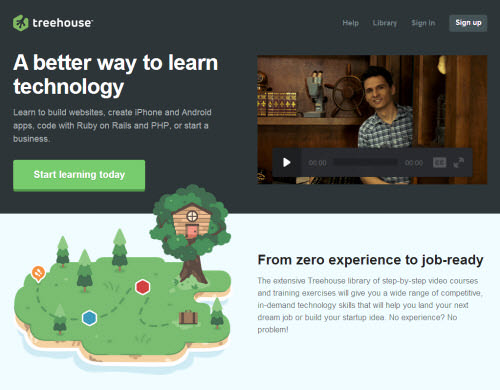 treehouse™
Help Library Sign In Sign up
A better way to learn
technology
Learn to build websites, create iPhone and Android
apps, code with Ruby on Rails and PHP, or start a
business.
Start learning today
00:00 00:00 CC
From zero experience to job-ready
The extensive Treehouse library of step-by-step video courses
and training exercises will give you a wide range of competitive,
in-demand technology skills that will help you land your next
dream job or build your startup idea. No experience? No
problem!